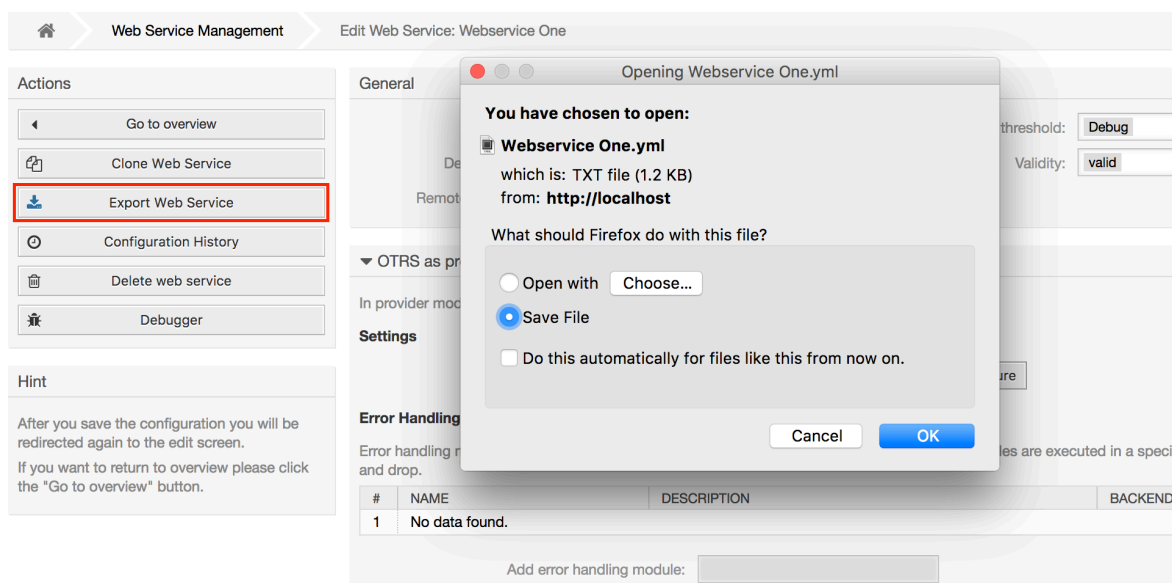 Web Service Management
Edit Web Service: Webservice One
Actions
Go to overview
Clone Web Service
Export Web Service
Configuration History
Delete web service
Debugger
Hint
After you save the configuration you will be
redirected again to the edit screen.
If you want to return to overview please click
the "Go to overview" button.
General
threshold:
Debug
De
Validity:
valid
Remot
OTRS as pr
In provider mod
Settings
ure
Error Handling
Error handling
les are executed in a speci
and drop.
# NAME DESCRIPTION BACKEND
1 No data found.
Add error handling module:
Opening Webservice One.yml
You have chosen to open:
Webservice One.yml
which is: TXT file (1.2 KB)
from: http://localhost
What should Firefox do with this file?
Open with Choose...
Save File
Do this automatically for files like this from now on.
Cancel OK